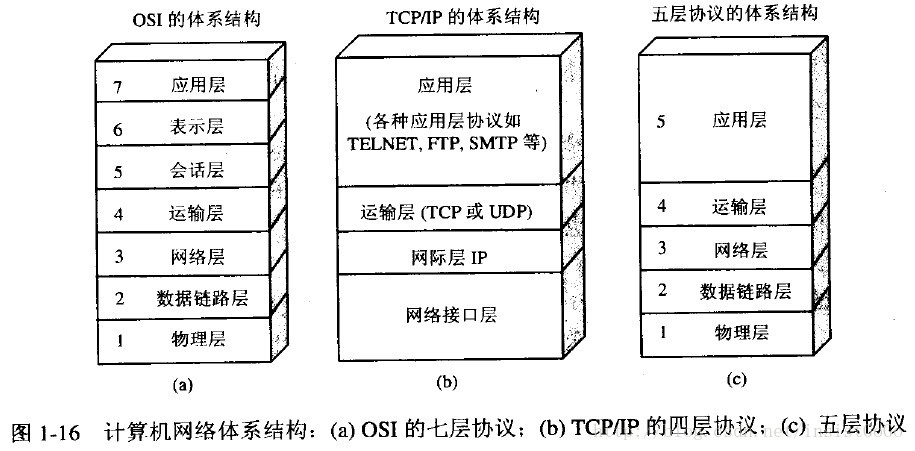 OSI 的体系结构
7 应用层
6 表示层
5 会话层
4 运输层
3 网络层
2 数据链路层
1 物理层
(a)
TCP/IP 的体系结构
应用层
(各种应用层协议如
TELNET, FTP, SMTP 等)
运输层 (TCP 或 UDP)
网际层 IP
网络接口层
(b)
五层协议的体系结构
5 应用层
4 运输层
3 网络层
2 数据链路层
1 物理层
(c)
图 1-16 计算机网络体系结构：(a) OSI 的七层协议；(b) TCP/IP 的四层协议；(c) 五层协议